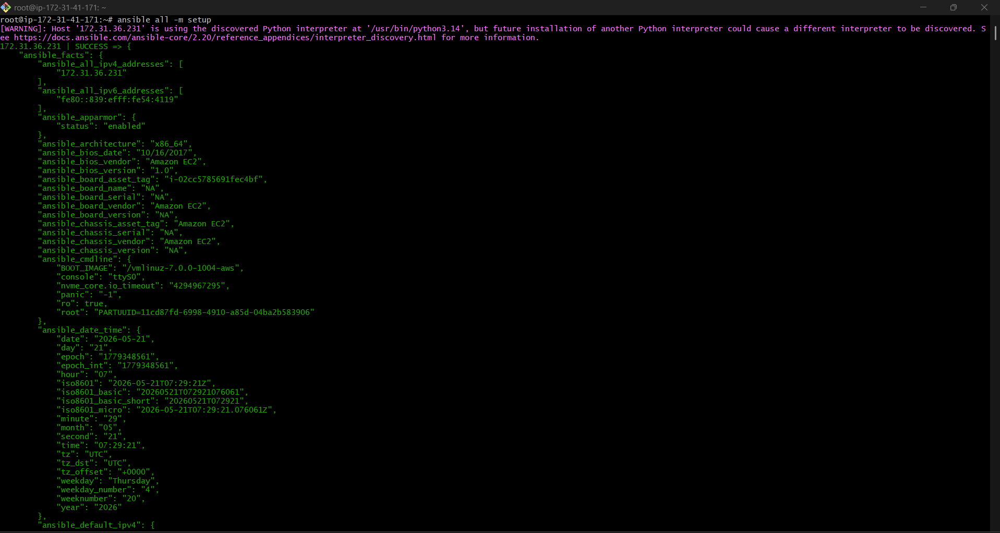 root@ip-172-31-41-171: ~
root@ip-172-31-41-171:~# ansible all -m setup
[WARNING]: Host '172.31.36.231' is using the discovered Python interpreter at '/usr/bin/python3.14', but future installation of another Python interpreter could cause a different interpreter to be discovered. S
ee https://docs.ansible.com/ansible-core/2.20/reference_appendices/interpreter_discovery.html for more information.
172.31.36.231 | SUCCESS => {
    "ansible_facts": {
        "ansible_all_ipv4_addresses": [
            "172.31.36.231"
        ],
        "ansible_all_ipv6_addresses": [
            "fe80::839:efff:fe54:4119"
        ],
        "ansible_apparmor": {
            "status": "enabled"
        },
        "ansible_architecture": "x86_64",
        "ansible_bios_date": "10/16/2017",
        "ansible_bios_vendor": "Amazon EC2",
        "ansible_bios_version": "1.0",
        "ansible_board_asset_tag": "i-02cc5785691fec4bf",
        "ansible_board_name": "NA",
        "ansible_board_serial": "NA",
        "ansible_board_vendor": "Amazon EC2",
        "ansible_board_version": "NA",
        "ansible_chassis_asset_tag": "Amazon EC2",
        "ansible_chassis_serial": "NA",
        "ansible_chassis_vendor": "Amazon EC2",
        "ansible_chassis_version": "NA",
        "ansible_cmdline": {
            "BOOT_IMAGE": "/vmlinuz-7.0.0-1004-aws",
            "console": "ttyS0",
            "nvme_core.io_timeout": "4294967295",
            "panic": "-1",
            "ro": true,
            "root": "PARTUUID=11cd87fd-6998-4910-a85d-04ba2b583906"
        },
        "ansible_date_time": {
            "date": "2026-05-21",
            "day": "21",
            "epoch": "1779348561",
            "epoch_int": "1779348561",
            "hour": "07",
            "iso8601": "2026-05-21T07:29:21Z",
            "iso8601_basic": "20260521T072921076061",
            "iso8601_basic_short": "20260521T072921",
            "iso8601_micro": "2026-05-21T07:29:21.076061Z",
            "minute": "29",
            "month": "05",
            "second": "21",
            "time": "07:29:21",
            "tz": "UTC",
            "tz_dst": "UTC",
            "tz_offset": "+0000",
            "weekday": "Thursday",
            "weekday_number": "4",
            "weeknumber": "20",
            "year": "2026"
        },
        "ansible_default_ipv4": {